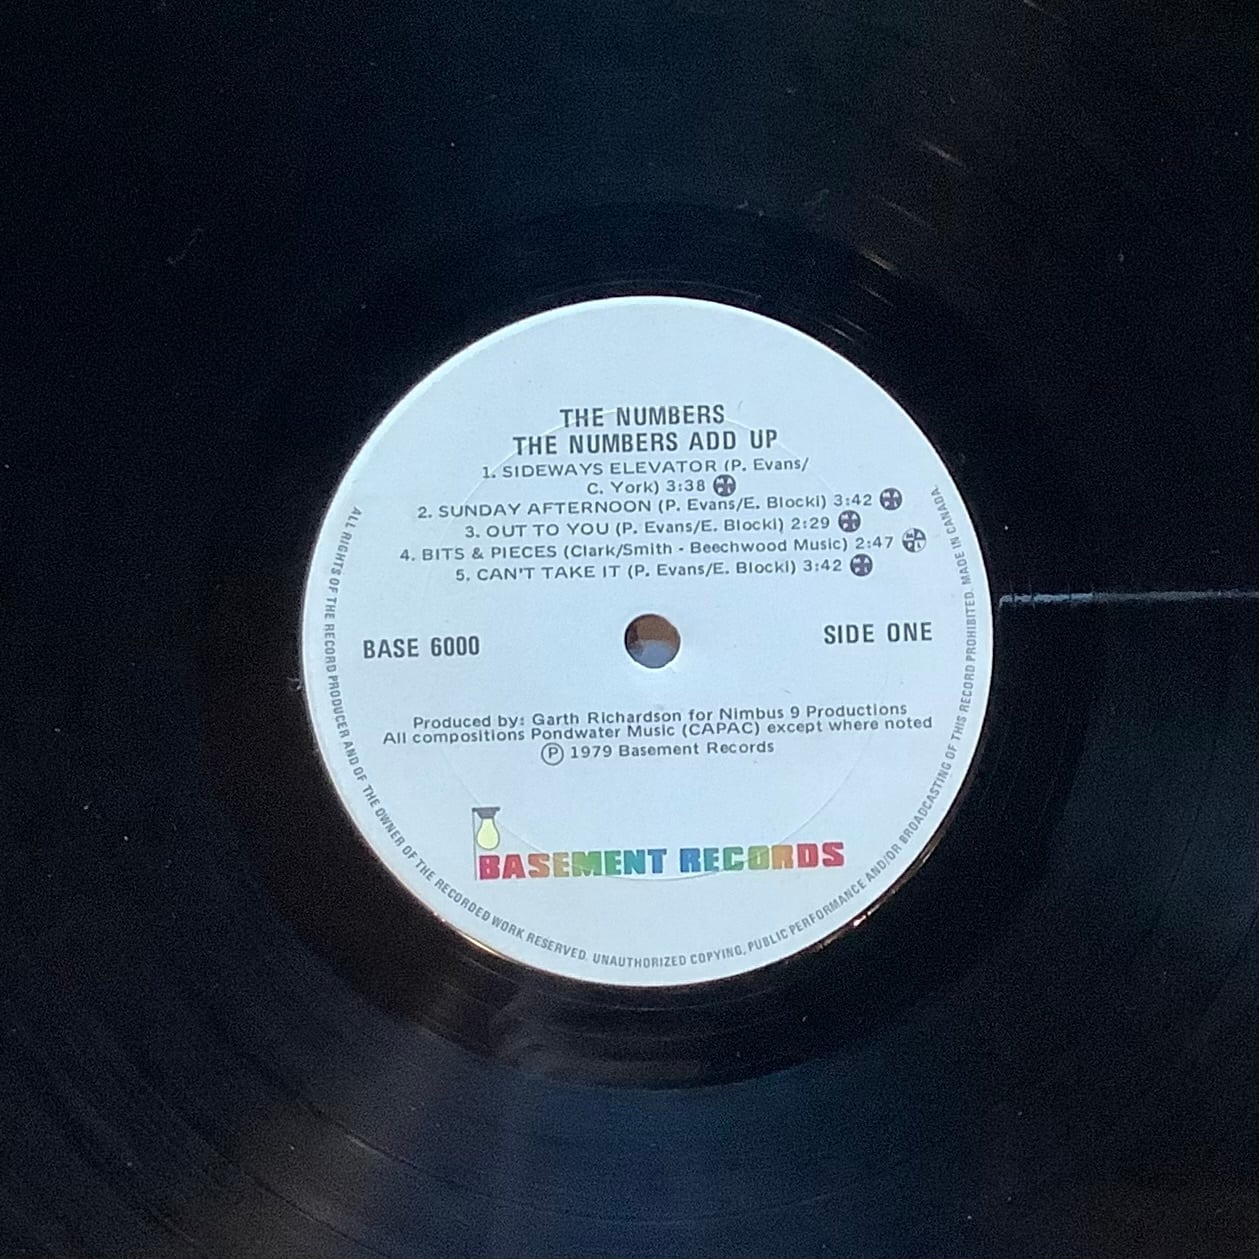 THE NUMBERS
THE NUMBERS ADD UP
1. SIDEWAYS ELEVATOR (P. Evans/
C. York) 3:38
2. SUNDAY AFTERNOON (P. Evans/E. Blocki) 3:42
3. OUT TO YOU (P. Evans/E. Blocki) 2:29
4. BITS & PIECES (Clark/Smith - Beechwood Music) 2:47
5. CAN'T TAKE IT (P. Evans/E. Blocki) 3:42
BASE 6000
SIDE ONE
Produced by: Garth Richardson for Nimbus 9 Productions
All compositions Pondwater Music (CAPAC) except where noted
Ⓟ 1979 Basement Records
BASEMENT RECORDS
ALL RIGHTS OF THE RECORD PRODUCER AND OF THE OWNER OF THE RECORDED WORK RESERVED. UNAUTHORIZED COPYING, PUBLIC PERFORMANCE AND/OR BROADCASTING OF THIS RECORD PROHIBITED. MADE IN CANADA.